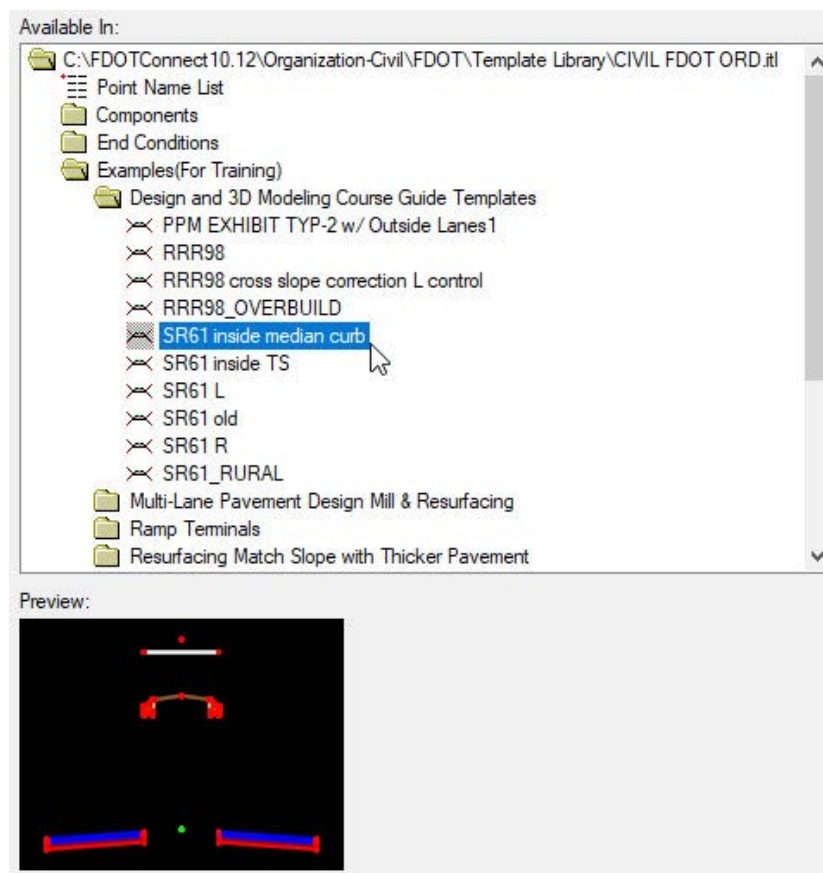 Available In:
C:\FDOTConnect10.12\Organization-Civil\FDOT\Template Library\CIVIL FDOT ORD.itl
Point Name List
Components
End Conditions
Examples(For Training)
Design and 3D Modeling Course Guide Templates
PPM EXHIBIT TYP-2 w/ Outside Lanes1
RRR98
RRR98 cross slope correction L control
RRR98_OVERBUILD
SR61 inside median curb
SR61 inside TS
SR61 L
SR61 old
SR61 R
SR61_RURAL
Multi-Lane Pavement Design Mill & Resurfacing
Ramp Terminals
Resurfacing Match Slope with Thicker Pavement
Preview: